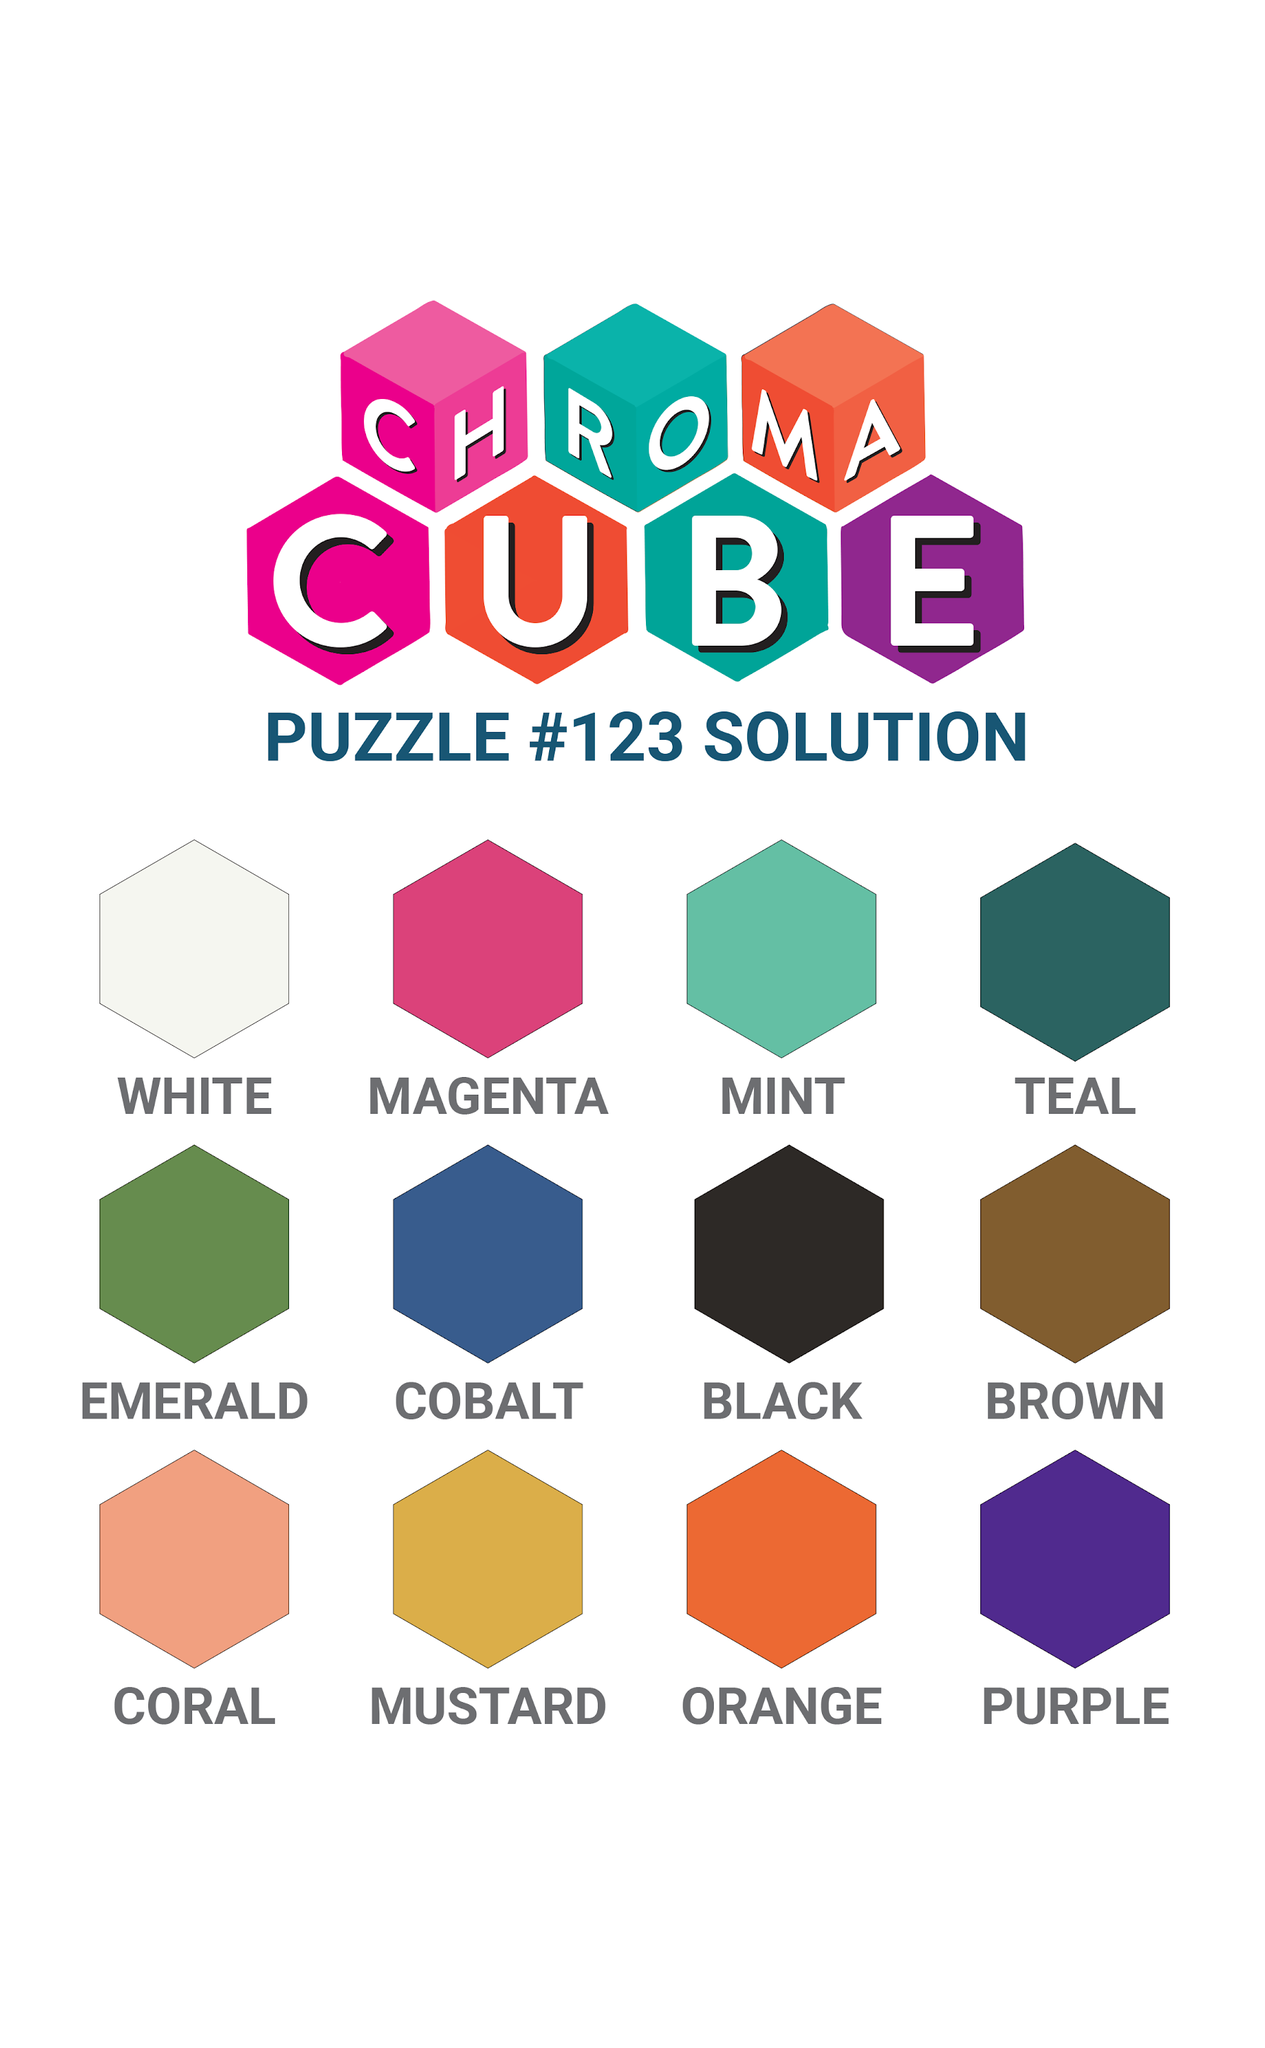 CHROMA
CUBE
PUZZLE #123 SOLUTION
WHITE MAGENTA MINT TEAL
EMERALD COBALT BLACK BROWN
CORAL MUSTARD ORANGE PURPLE